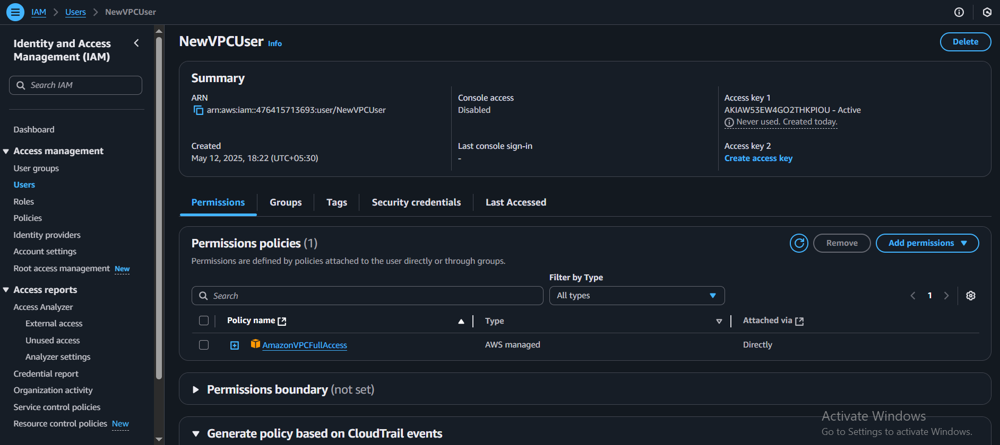 IAM > Users > NewVPCUser
Identity and Access
Management (IAM)
Search IAM
Dashboard
Access management
User groups
Users
Roles
Policies
Identity providers
Account settings
Root access management New
Access reports
Access Analyzer
External access
Unused access
Analyzer settings
Credential report
Organization activity
Service control policies
Resource control policies New
NewVPCUser Info
Delete
Summary
ARN
arn:aws:iam::476415713693:user/NewVPCUser
Created
May 12, 2025, 18:22 (UTC+05:30)
Console access
Disabled
Last console sign-in
-
Access key 1
AKIAW53EW4GO2THKPIOU - Active
Never used. Created today.
Access key 2
Create access key
Permissions Groups Tags Security credentials Last Accessed
Permissions policies (1)
Remove Add permissions
Permissions are defined by policies attached to the user directly or through groups.
Filter by Type
Search All types 1
Policy name Type Attached via
AmazonVPCFullAccess AWS managed Directly
Permissions boundary (not set)
Generate policy based on CloudTrail events
Activate Windows
Go to Settings to activate Windows.